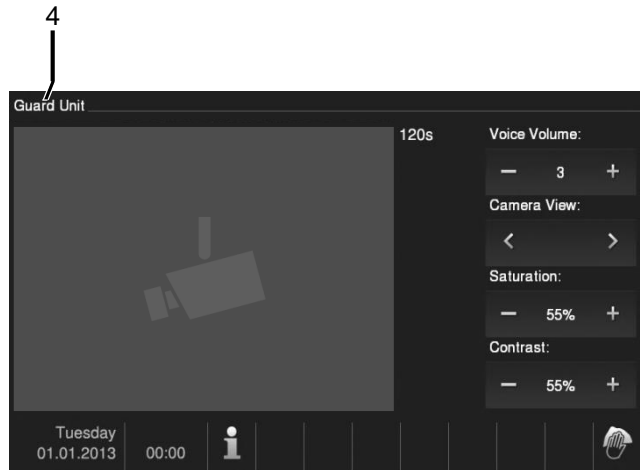 4
Guard Unit
120s
Voice Volume:
− 3 +
Camera View:
< >
Saturation:
− 55% +
Contrast:
− 55% +
Tuesday
01.01.2013 00:00 i